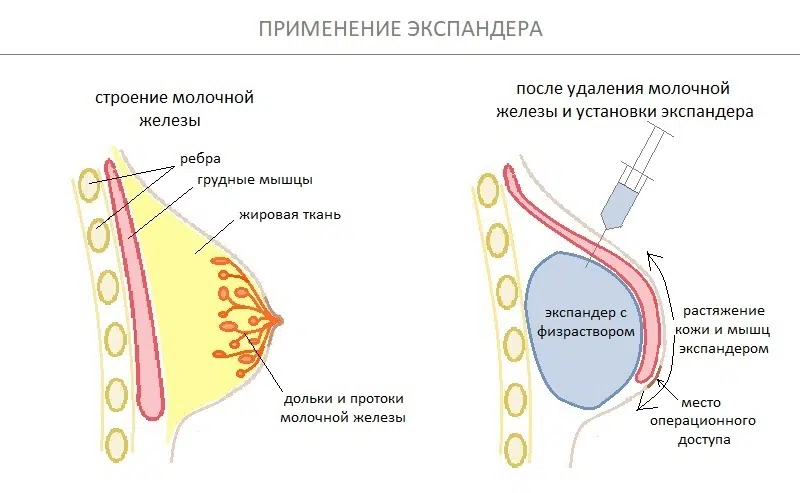 ПРИМЕНЕНИЕ ЭКСПАНДЕРА
строение молочной
железы
ребра
грудные мышцы
жировая ткань
дольки и протоки
молочной железы
после удаления молочной
железы и установки экспандера
экспандер с
физраствором
растяжение
кожи и мышц
экспандером
место
операционного
доступа